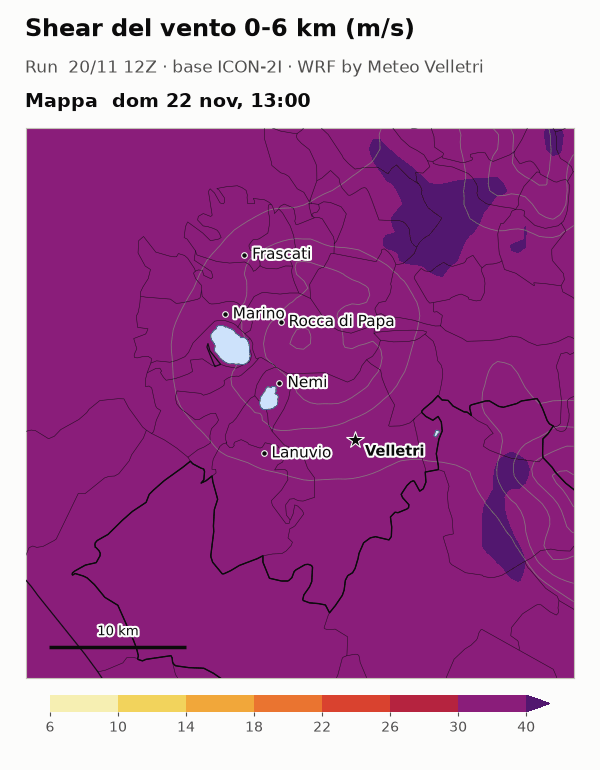 Shear del vento 0-6 km (m/s)
Run  20/11 12Z · base ICON-2I · WRF by Meteo Velletri
Mappa  dom 22 nov, 13:00
Frascati
Marino
Rocca di Papa
Nemi
Velletri
Lanuvio
10 km
6 10 14 18 22 26 30 40